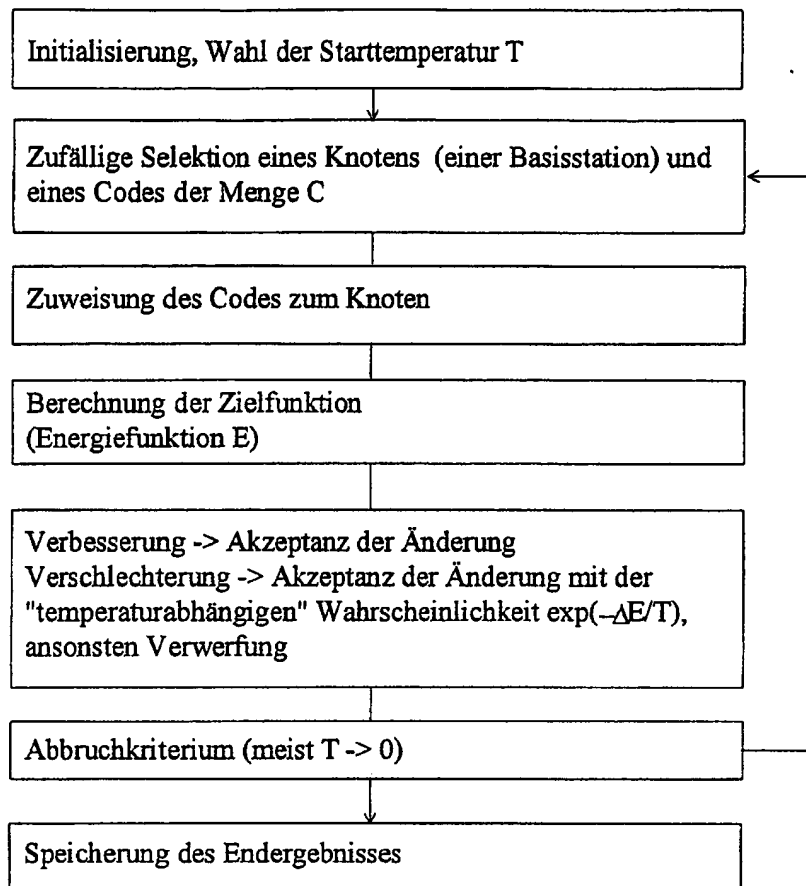 Initialisierung, Wahl der Starttemperatur T
Zufällige Selektion eines Knotens (einer Basisstation) und
eines Codes der Menge C
Zuweisung des Codes zum Knoten
Berechnung der Zielfunktion
(Energiefunktion E)
Verbesserung -> Akzeptanz der Änderung
Verschlechterung -> Akzeptanz der Änderung mit der
"temperaturabhängigen" Wahrscheinlichkeit exp(–ΔE/T),
ansonsten Verwerfung
Abbruchkriterium (meist T -> 0)
Speicherung des Endergebnisses